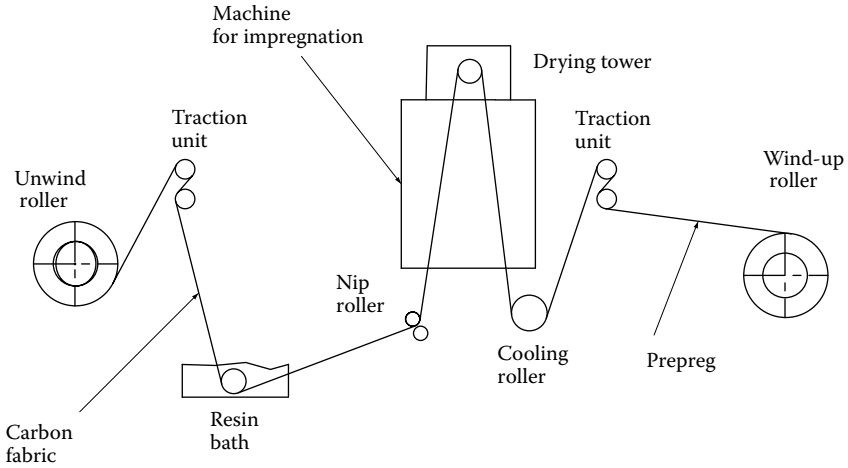 Machine
for impregnation
Drying tower
Traction
unit
Traction
unit
Wind-up
roller
Unwind
roller
Nip
roller
Cooling
roller
Prepreg
Resin
bath
Carbon
fabric